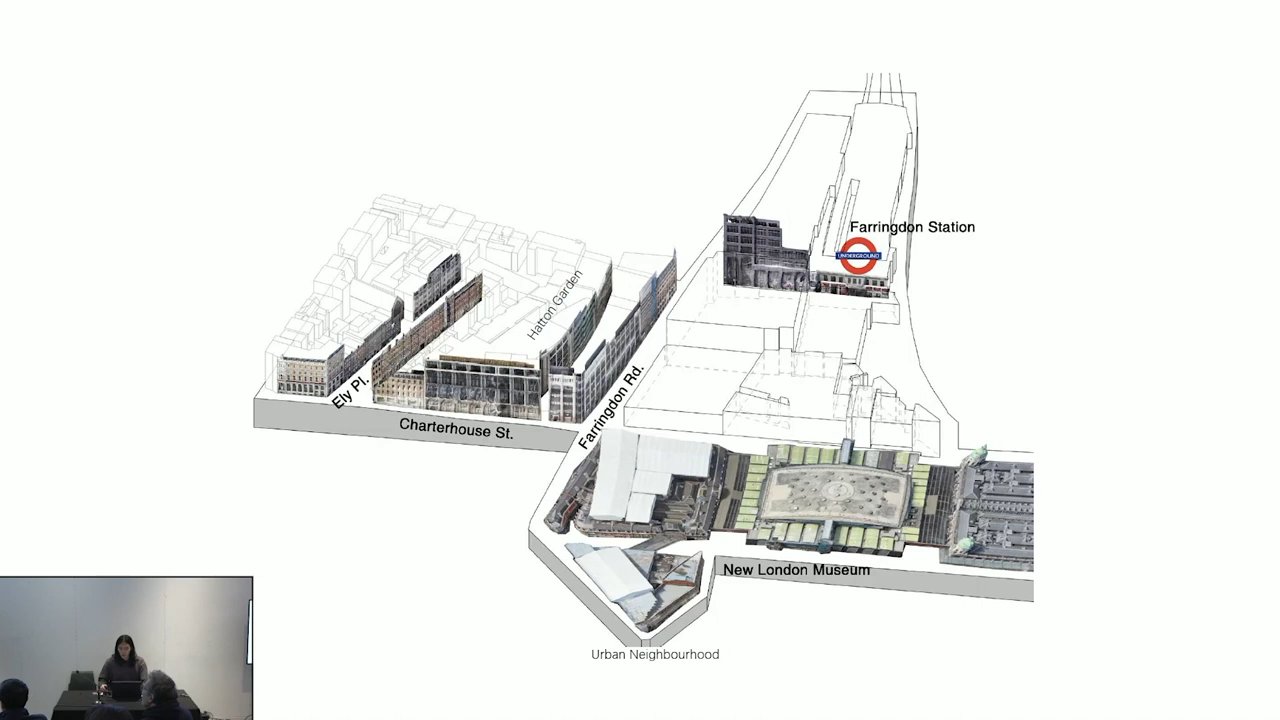 Farringdon Station
UNDERGROUND
Hatton Garden
Ely Pl.
Farringdon Rd.
Charterhouse St.
New London Museum
Urban Neighbourhood